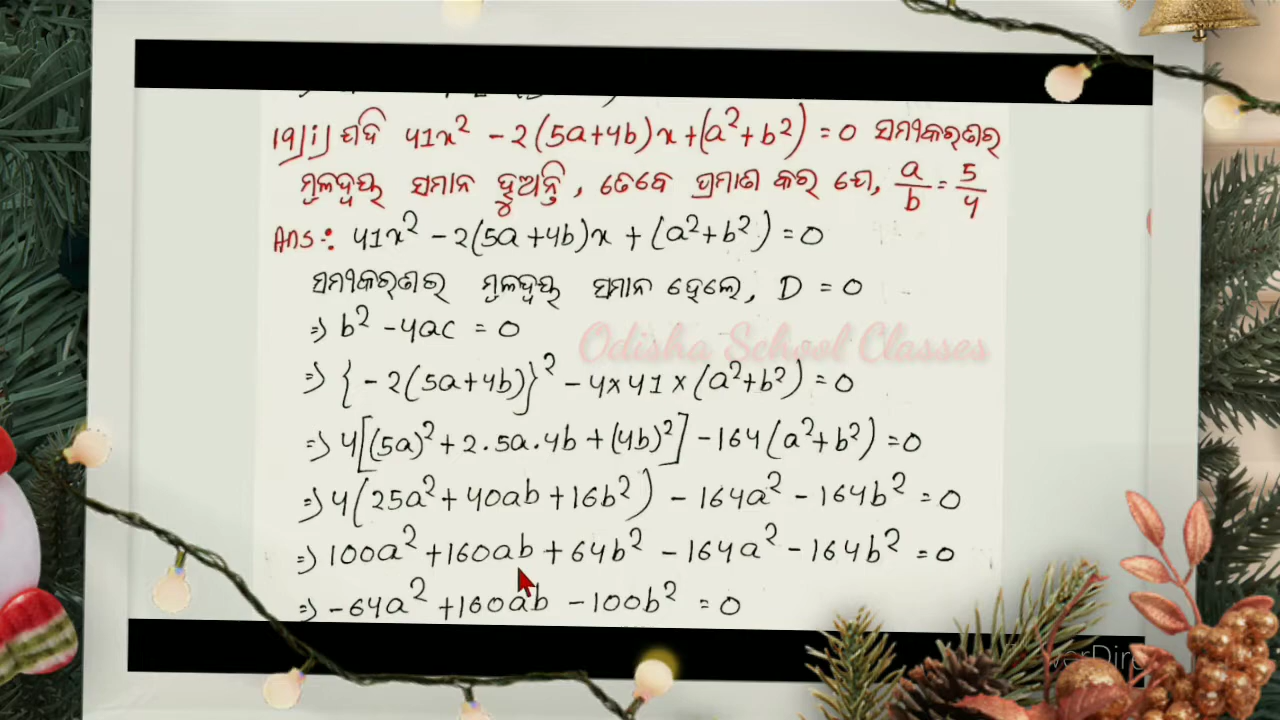 19) i) ଯଦି 41x² - 2(5a+4b)x + (a²+b²) = 0 ସମୀକରଣର
ମୂଳଦ୍ୱୟ ସମାନ ହୁଅନ୍ତି, ତେବେ ପ୍ରମାଣ କର ଯେ, a/b = 5/4
Ans-: 41x² - 2(5a+4b)x + (a²+b²) = 0
ସମୀକରଣର ମୂଳଦ୍ୱୟ ସମାନ ହେଲେ, D = 0
⇒) b² - 4ac = 0
Odisha School Classes
⇒) {-2(5a+4b)}² - 4×41×(a²+b²) = 0
⇒) 4[(5a)² + 2.5a.4b + (4b)²] - 164(a²+b²) = 0
⇒) 4(25a² + 40ab + 16b²) - 164a² - 164b² = 0
⇒) 100a² + 160ab + 64b² - 164a² - 164b² = 0
⇒) -64a² + 160ab - 100b² = 0